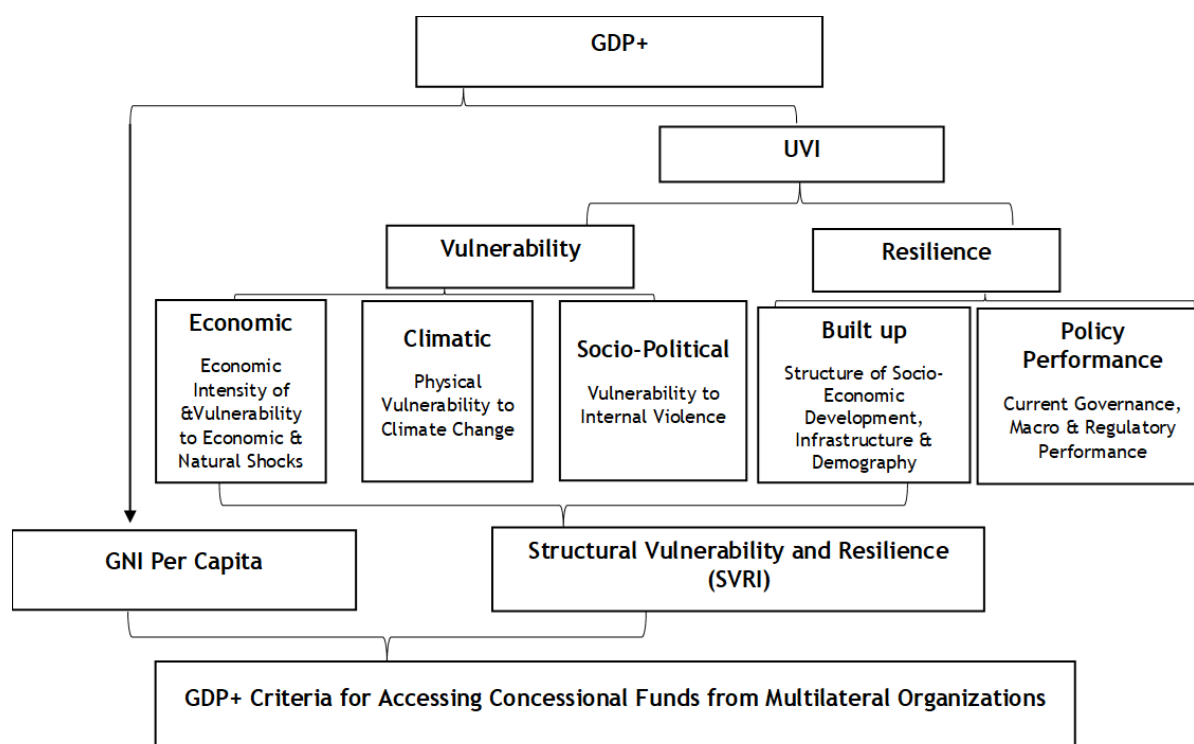 GDP+
UVI
Vulnerability
Resilience
Economic
Economic
Intensity of
&Vulnerability
to Economic &
Natural Shocks
Climatic
Physical
Vulnerability to
Climate Change
Socio-Political
Vulnerability to
Internal Violence
Built up
Structure of Socio-
Economic
Development,
Infrastructure &
Demography
Policy
Performance
Current Governance,
Macro & Regulatory
Performance
GNI Per Capita
Structural Vulnerability and Resilience
(SVRI)
GDP+ Criteria for Accessing Concessional Funds from Multilateral Organizations